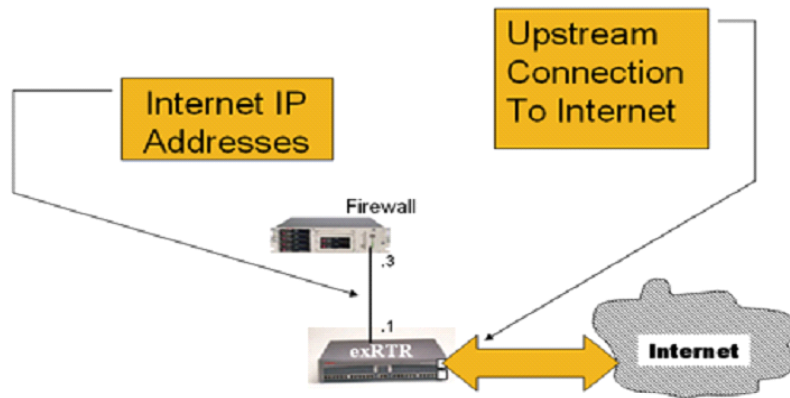 Internet IP
Addresses
Upstream
Connection
To Internet
Firewall
.3
.1
exRTR
Internet